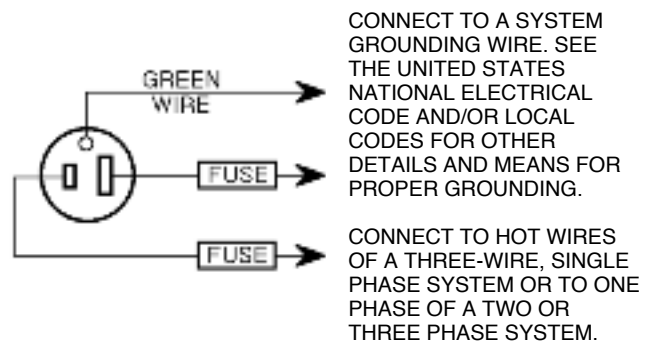 GREEN
WIRE
FUSE
FUSE
CONNECT TO A SYSTEM
GROUNDING WIRE. SEE
THE UNITED STATES
NATIONAL ELECTRICAL
CODE AND/OR LOCAL
CODES FOR OTHER
DETAILS AND MEANS FOR
PROPER GROUNDING.
CONNECT TO HOT WIRES
OF A THREE-WIRE, SINGLE
PHASE SYSTEM OR TO ONE
PHASE OF A TWO OR
THREE PHASE SYSTEM.